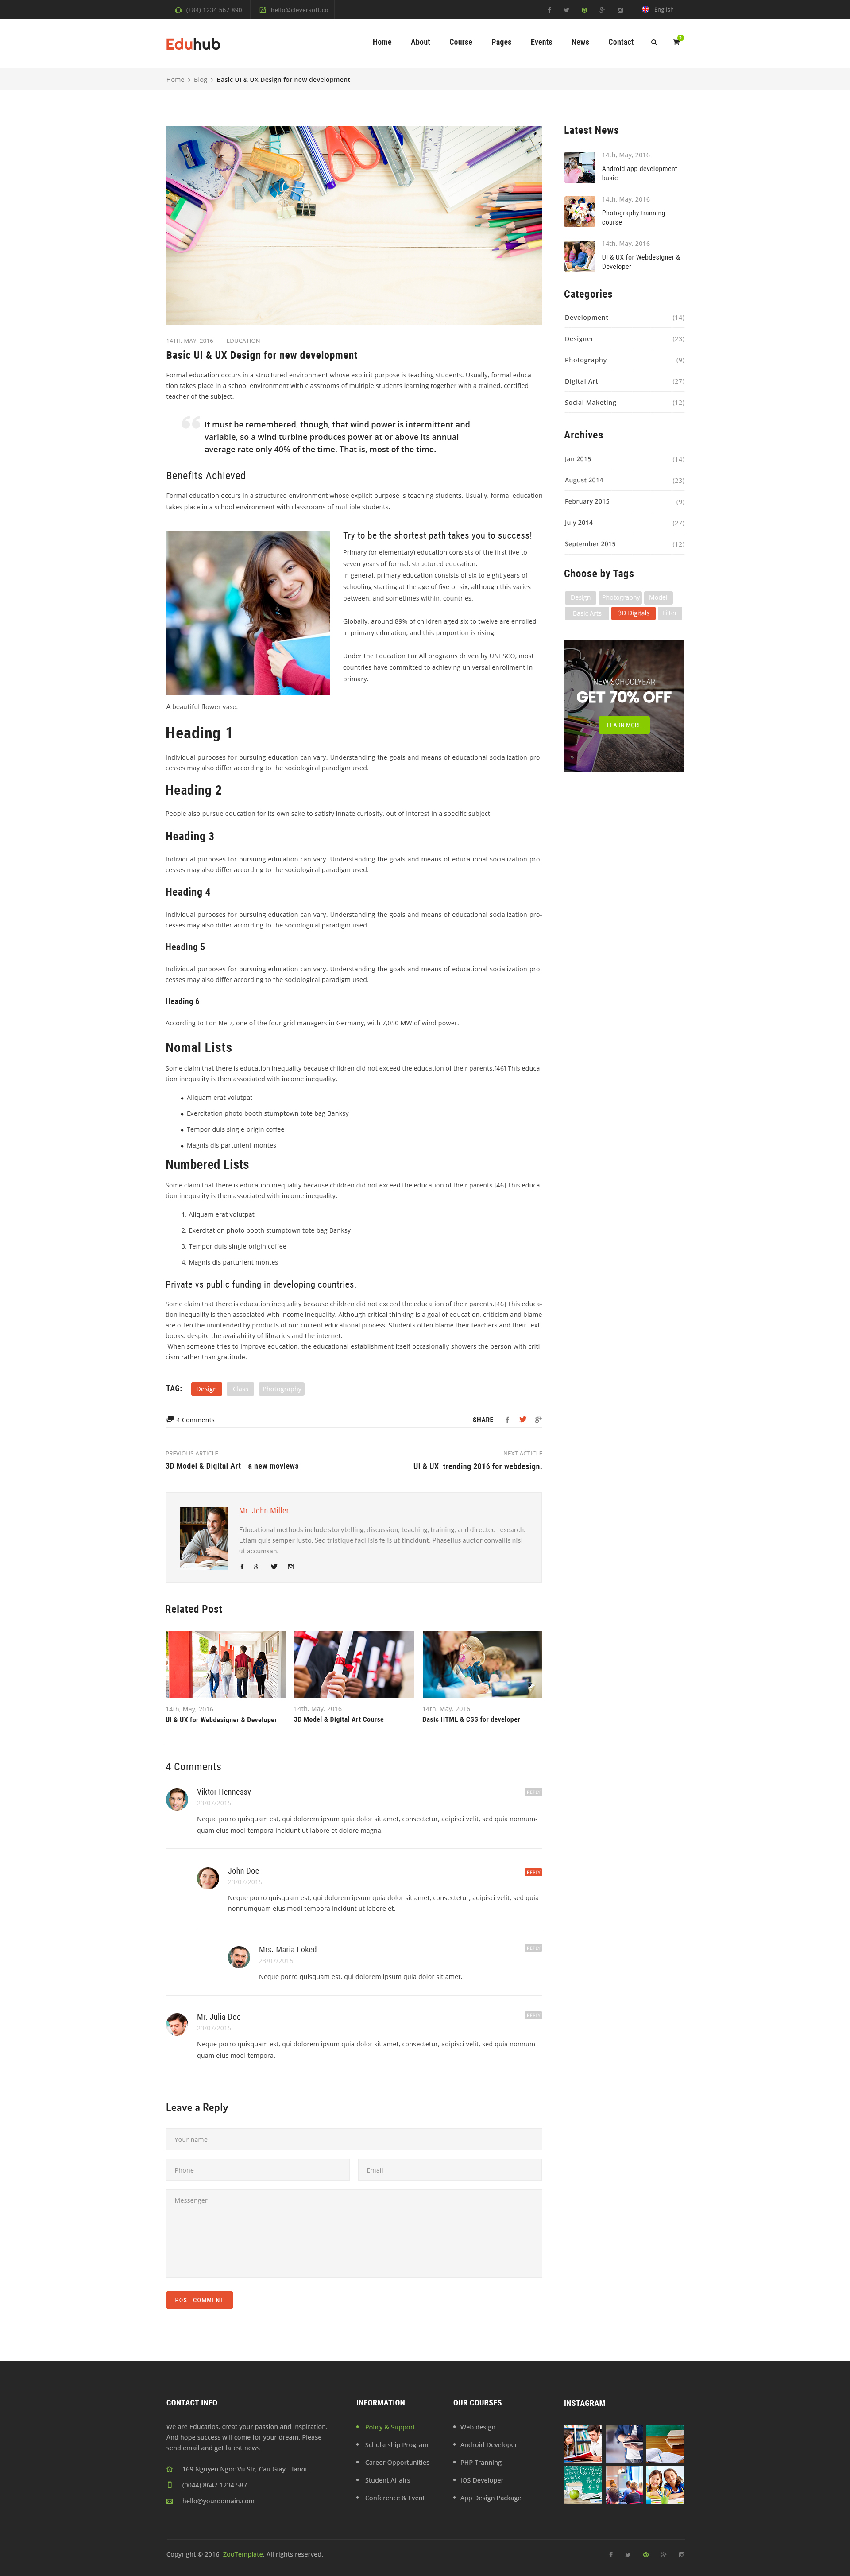 (+84) 1234 567 890
hello@cleversoft.co
English
Eduhub
Home
About
Course
Pages
Events
News
Contact
Home > Blog > Basic UI & UX Design for new development
14TH, MAY, 2016 | EDUCATION
Basic UI & UX Design for new development
Formal education occurs in a structured environment whose explicit purpose is teaching students. Usually, formal educa-
tion takes place in a school environment with classrooms of multiple students learning together with a trained, certified
teacher of the subject.
It must be remembered, though, that wind power is intermittent and
variable, so a wind turbine produces power at or above its annual
average rate only 40% of the time. That is, most of the time.
Benefits Achieved
Formal education occurs in a structured environment whose explicit purpose is teaching students. Usually, formal education
takes place in a school environment with classrooms of multiple students.
Try to be the shortest path takes you to success!
Primary (or elementary) education consists of the first five to
seven years of formal, structured education.
In general, primary education consists of six to eight years of
schooling starting at the age of five or six, although this varies
between, and sometimes within, countries.
Globally, around 89% of children aged six to twelve are enrolled
in primary education, and this proportion is rising.
Under the Education For All programs driven by UNESCO, most
countries have committed to achieving universal enrollment in
primary.
A beautiful flower vase.
Heading 1
Individual purposes for pursuing education can vary. Understanding the goals and means of educational socialization pro-
cesses may also differ according to the sociological paradigm used.
Heading 2
People also pursue education for its own sake to satisfy innate curiosity, out of interest in a specific subject.
Heading 3
Individual purposes for pursuing education can vary. Understanding the goals and means of educational socialization pro-
cesses may also differ according to the sociological paradigm used.
Heading 4
Individual purposes for pursuing education can vary. Understanding the goals and means of educational socialization pro-
cesses may also differ according to the sociological paradigm used.
Heading 5
Individual purposes for pursuing education can vary. Understanding the goals and means of educational socialization pro-
cesses may also differ according to the sociological paradigm used.
Heading 6
According to Eon Netz, one of the four grid managers in Germany, with 7,050 MW of wind power.
Nomal Lists
Some claim that there is education inequality because children did not exceed the education of their parents.[46] This educa-
tion inequality is then associated with income inequality.
• Aliquam erat volutpat
• Exercitation photo booth stumptown tote bag Banksy
• Tempor duis single-origin coffee
• Magnis dis parturient montes
Numbered Lists
Some claim that there is education inequality because children did not exceed the education of their parents.[46] This educa-
tion inequality is then associated with income inequality.
1. Aliquam erat volutpat
2. Exercitation photo booth stumptown tote bag Banksy
3. Tempor duis single-origin coffee
4. Magnis dis parturient montes
Private vs public funding in developing countries.
Some claim that there is education inequality because children did not exceed the education of their parents.[46] This educa-
tion inequality is then associated with income inequality. Although critical thinking is a goal of education, criticism and blame
are often the unintended by products of our current educational process. Students often blame their teachers and their text-
books, despite the availability of libraries and the internet.
When someone tries to improve education, the educational establishment itself occasionally showers the person with criti-
cism rather than gratitude.
TAG:
Design
Class
Photography
4 Comments
SHARE
PREVIOUS ARTICLE
3D Model & Digital Art - a new moviews
NEXT ACTICLE
UI & UX trending 2016 for webdesign.
Mr. John Miller
Educational methods include storytelling, discussion, teaching, training, and directed research.
Etiam quis semper justo. Sed tristique facilisis felis ut tincidunt. Phasellus auctor convallis nisl
ut accumsan.
Related Post
14th, May, 2016
UI & UX for Webdesigner & Developer
14th, May, 2016
3D Model & Digital Art Course
14th, May, 2016
Basic HTML & CSS for developer
4 Comments
Viktor Hennessy
REPLY
23/07/2015
Neque porro quisquam est, qui dolorem ipsum quia dolor sit amet, consectetur, adipisci velit, sed quia nonnum-
quam eius modi tempora incidunt ut labore et dolore magna.
John Doe
REPLY
23/07/2015
Neque porro quisquam est, qui dolorem ipsum quia dolor sit amet, consectetur, adipisci velit, sed quia
nonnumquam eius modi tempora incidunt ut labore et.
Mrs. Maria Loked
REPLY
23/07/2015
Neque porro quisquam est, qui dolorem ipsum quia dolor sit amet.
Mr. Julia Doe
REPLY
23/07/2015
Neque porro quisquam est, qui dolorem ipsum quia dolor sit amet, consectetur, adipisci velit, sed quia nonnum-
quam eius modi tempora.
Leave a Reply
Your name
Phone
Email
Messenger
POST COMMENT
Latest News
14th, May, 2016
Android app development
basic
14th, May, 2016
Photography tranning
course
14th, May, 2016
UI & UX for Webdesigner &
Developer
Categories
Development (14)
Designer (23)
Photography (9)
Digital Art (27)
Social Maketing (12)
Archives
Jan 2015 (14)
August 2014 (23)
February 2015 (9)
July 2014 (27)
September 2015 (12)
Choose by Tags
Design
Photography
Model
Basic Arts
3D Digitals
Filter
NEW SCHOOLYEAR
GET 70% OFF
LEARN MORE
CONTACT INFO
We are Educatios, create your passion and inspiration.
And hope success will come for your dream. Please
send email and get latest news
169 Nguyen Ngoc Vu Str, Cau Giay, Hanoi.
(0044) 8647 1234 587
hello@yourdomain.com
INFORMATION
Policy & Support
Scholarship Program
Career Opportunities
Student Affairs
Conference & Event
OUR COURSES
Web design
Android Developer
PHP Tranning
IOS Developer
App Design Package
INSTAGRAM
Copyright © 2016 ZooTemplate. All rights reserved.